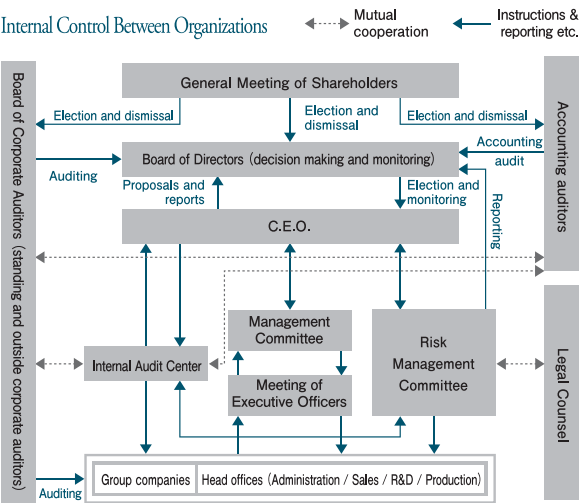 Internal Control Between Organizations
Mutual
cooperation
Instructions &
reporting etc.
Board of Corporate Auditors (standing and outside corporate auditors)
General Meeting of Shareholders
Accounting auditors
Election and dismissal
Election and
dismissal
Election and dismissal
Auditing
Board of Directors (decision making and monitoring)
Accounting
audit
Proposals and
reports
Election and
monitoring
Reporting
C.E.O.
Internal Audit Center
Management
Committee
Meeting of
Executive Officers
Risk
Management
Committee
Legal Counsel
Auditing
Group companies
Head offices (Administration / Sales / R&D / Production)